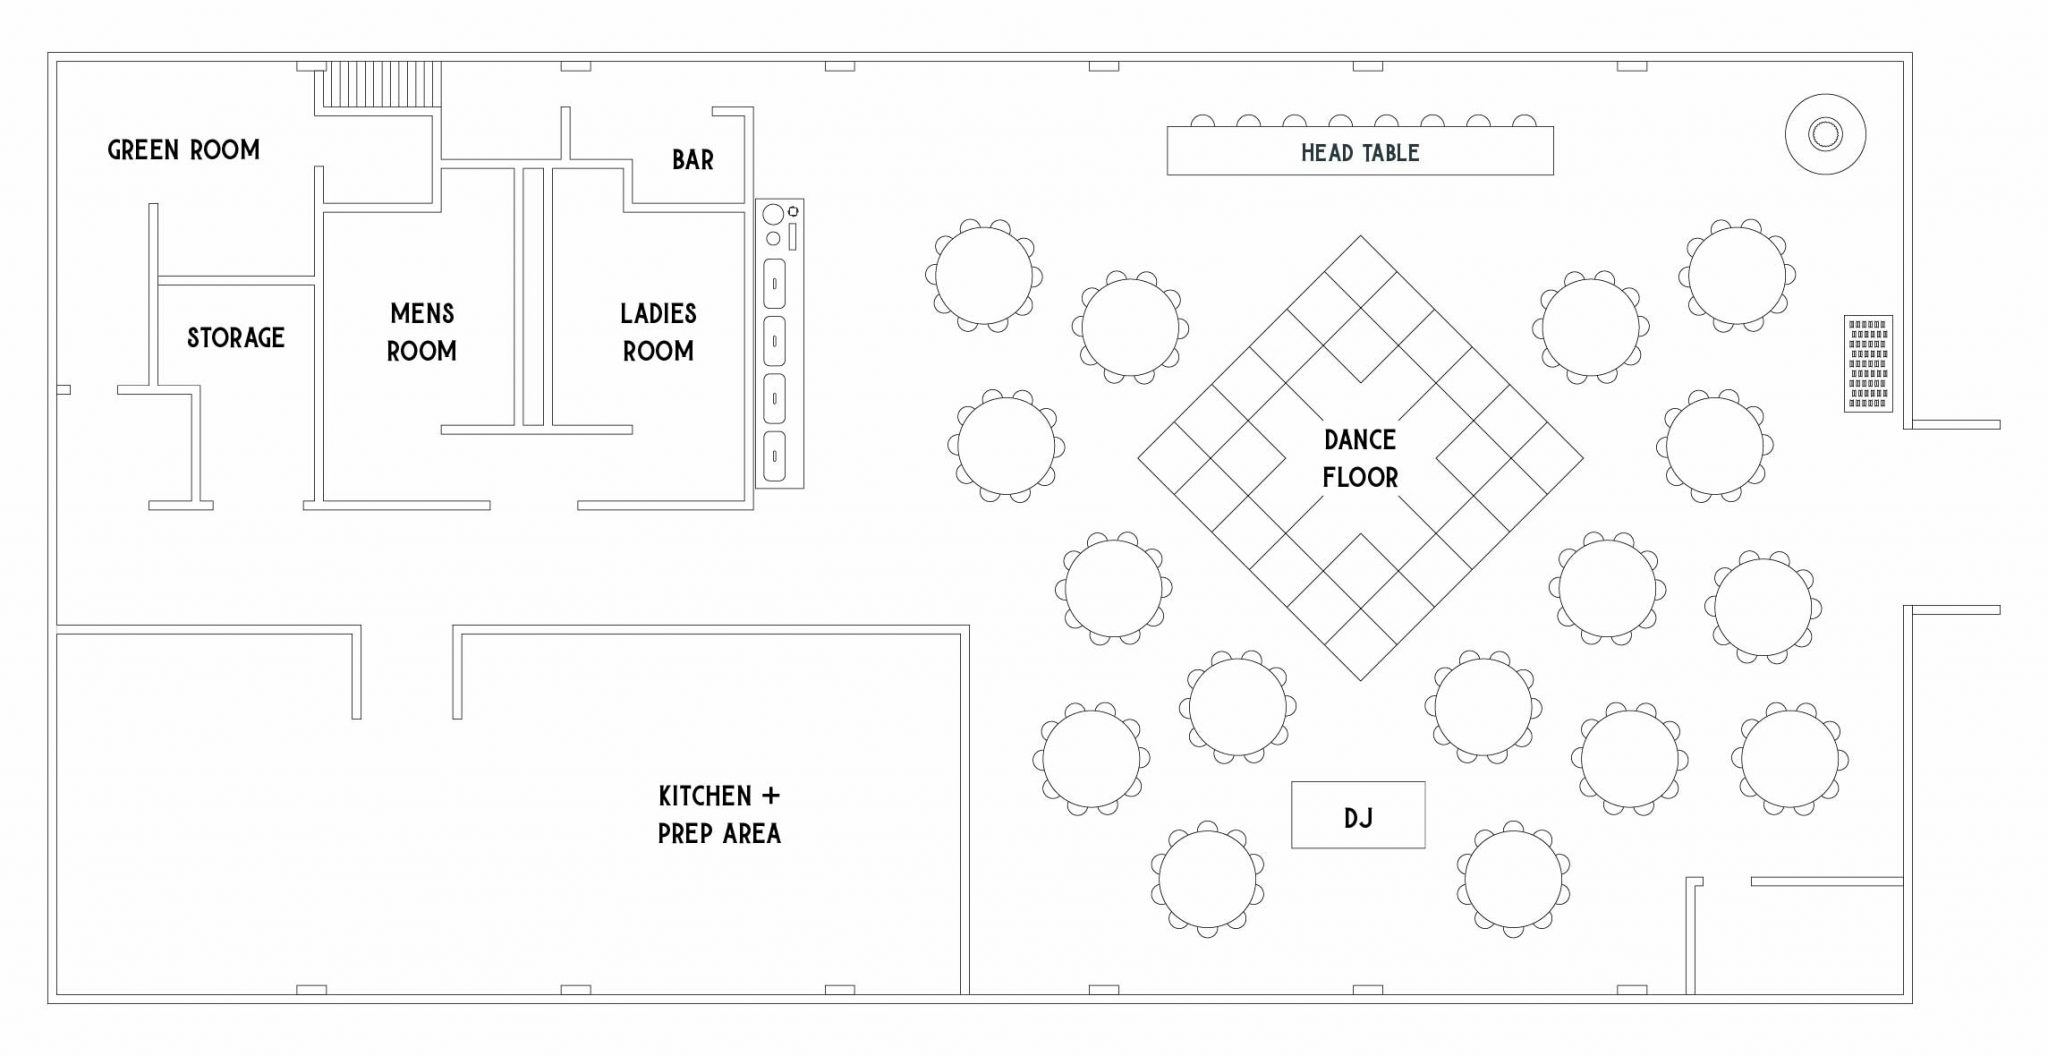 GREEN ROOM
BAR
HEAD TABLE
STORAGE
MENS
ROOM
LADIES
ROOM
DANCE
FLOOR
KITCHEN +
PREP AREA
DJ